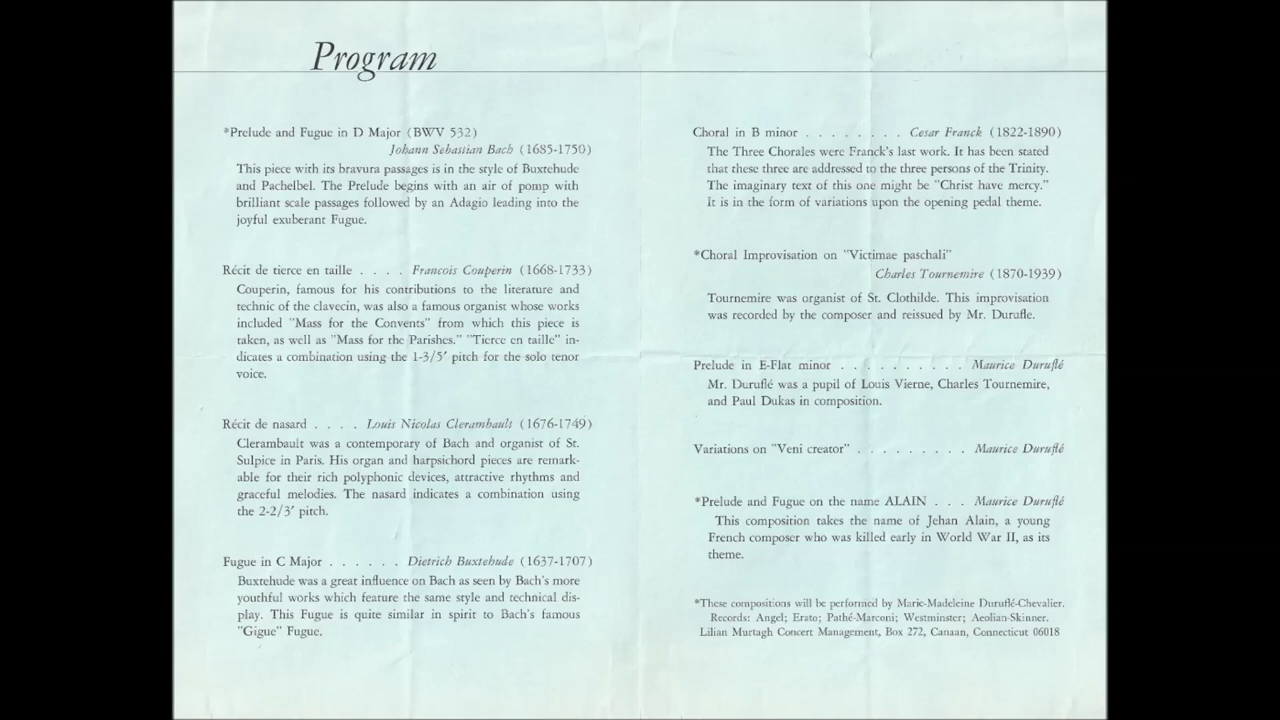 Program
*Prelude and Fugue in D Major (BWV 532)
Johann Sebastian Bach (1685-1750)
This piece with its bravura passages is in the style of Buxtehude
and Pachelbel. The Prelude begins with an air of pomp with
brilliant scale passages followed by an Adagio leading into the
joyful exuberant Fugue.
Récit de tierce en taille . . . . Francois Couperin (1668-1733)
Couperin, famous for his contributions to the literature and
technic of the clavecin, was also a famous organist whose works
included "Mass for the Convents" from which this piece is
taken, as well as "Mass for the Parishes." "Tierce en taille" in-
dicates a combination using the 1-3/5′ pitch for the solo tenor
voice.
Récit de nasard . . . . Louis Nicolas Clerambault (1676-1749)
Clerambault was a contemporary of Bach and organist of St.
Sulpice in Paris. His organ and harpsichord pieces are remark-
able for their rich polyphonic devices, attractive rhythms and
graceful melodies. The nasard indicates a combination using
the 2-2/3′ pitch.
Fugue in C Major . . . . . . Dietrich Buxtehude (1637-1707)
Buxtehude was a great influence on Bach as seen by Bach's more
youthful works which feature the same style and technical dis-
play. This Fugue is quite similar in spirit to Bach's famous
"Gigue" Fugue.
Choral in B minor . . . . . . . . Cesar Franck (1822-1890)
The Three Chorales were Franck's last work. It has been stated
that these three are addressed to the three persons of the Trinity.
The imaginary text of this one might be "Christ have mercy."
It is in the form of variations upon the opening pedal theme.
*Choral Improvisation on "Victimae paschali"
Charles Tournemire (1870-1939)
Tournemire was organist of St. Clothilde. This improvisation
was recorded by the composer and reissued by Mr. Durufle.
Prelude in E-Flat minor . . . . . . . . . . Maurice Duruflé
Mr. Duruflé was a pupil of Louis Vierne, Charles Tournemire,
and Paul Dukas in composition.
Variations on "Veni creator" . . . . . . . . . Maurice Duruflé
*Prelude and Fugue on the name ALAIN . . . Maurice Duruflé
This composition takes the name of Jehan Alain, a young
French composer who was killed early in World War II, as its
theme.
*These compositions will be performed by Marie-Madeleine Duruflé-Chevalier.
Records: Angel; Erato; Pathé-Marconi; Westminster; Aeolian-Skinner.
Lilian Murtagh Concert Management, Box 272, Canaan, Connecticut 06018